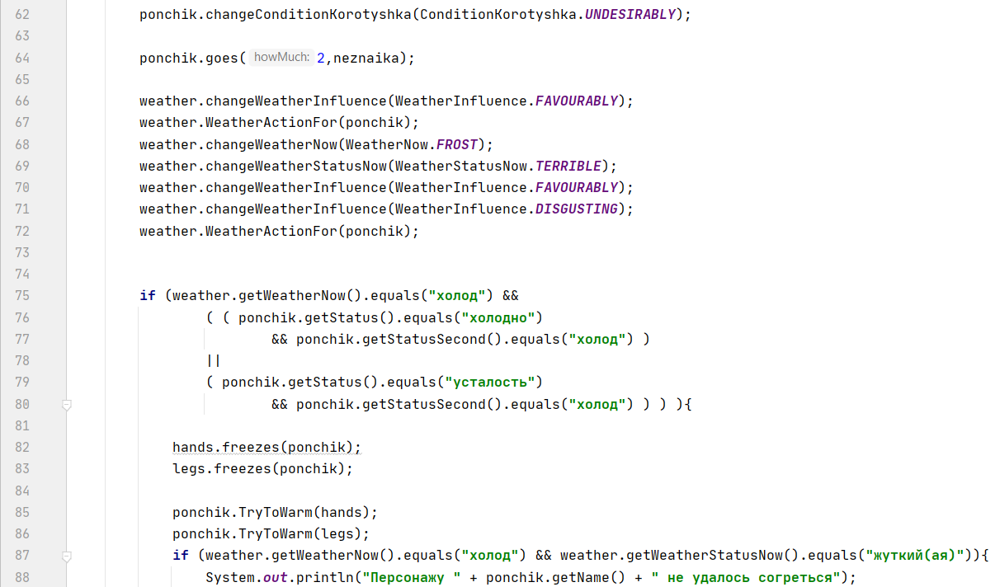 62 ponchik.changeConditionKorotyshka(ConditionKorotyshka.UNDESIRABLY);
63
64 ponchik.goes( howMuch: 2,neznaika);
65
66 weather.changeWeatherInfluence(WeatherInfluence.FAVOURABLY);
67 weather.WeatherActionFor(ponchik);
68 weather.changeWeatherNow(WeatherNow.FROST);
69 weather.changeWeatherStatusNow(WeatherStatusNow.TERRIBLE);
70 weather.changeWeatherInfluence(WeatherInfluence.FAVOURABLY);
71 weather.changeWeatherInfluence(WeatherInfluence.DISGUSTING);
72 weather.WeatherActionFor(ponchik);
73
74
75 if (weather.getWeatherNow().equals("холод") &&
76 ( ( ponchik.getStatus().equals("холодно")
77 && ponchik.getStatusSecond().equals("холод") )
78 ||
79 ( ponchik.getStatus().equals("усталость")
80 && ponchik.getStatusSecond().equals("холод") ) ) ){
81
82 hands.freezes(ponchik);
83 legs.freezes(ponchik);
84
85 ponchik.TryToWarm(hands);
86 ponchik.TryToWarm(legs);
87 if (weather.getWeatherNow().equals("холод") && weather.getWeatherStatusNow().equals("жуткий(ая)")){
88 System.out.println("Персонажу " + ponchik.getName() + " не удалось согреться");